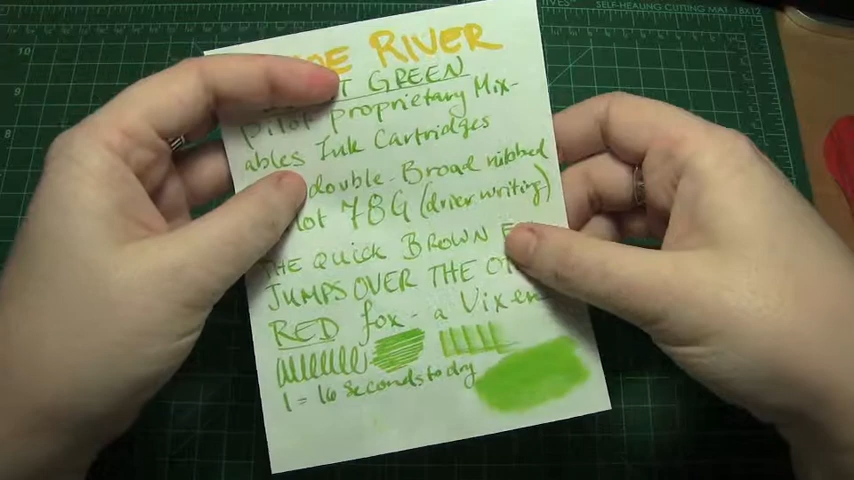 SELF-HEALING CUTTING MAT
10
9
8
RIVER
GREEN
Pilot Proprietary Mix-
ables Ink Cartridges
double-Broad nibbed
78G (drier writing)
THE QUICK BROWN
JUMPS OVER THE
RED fox - a Vixen
1 = 16 seconds to dry